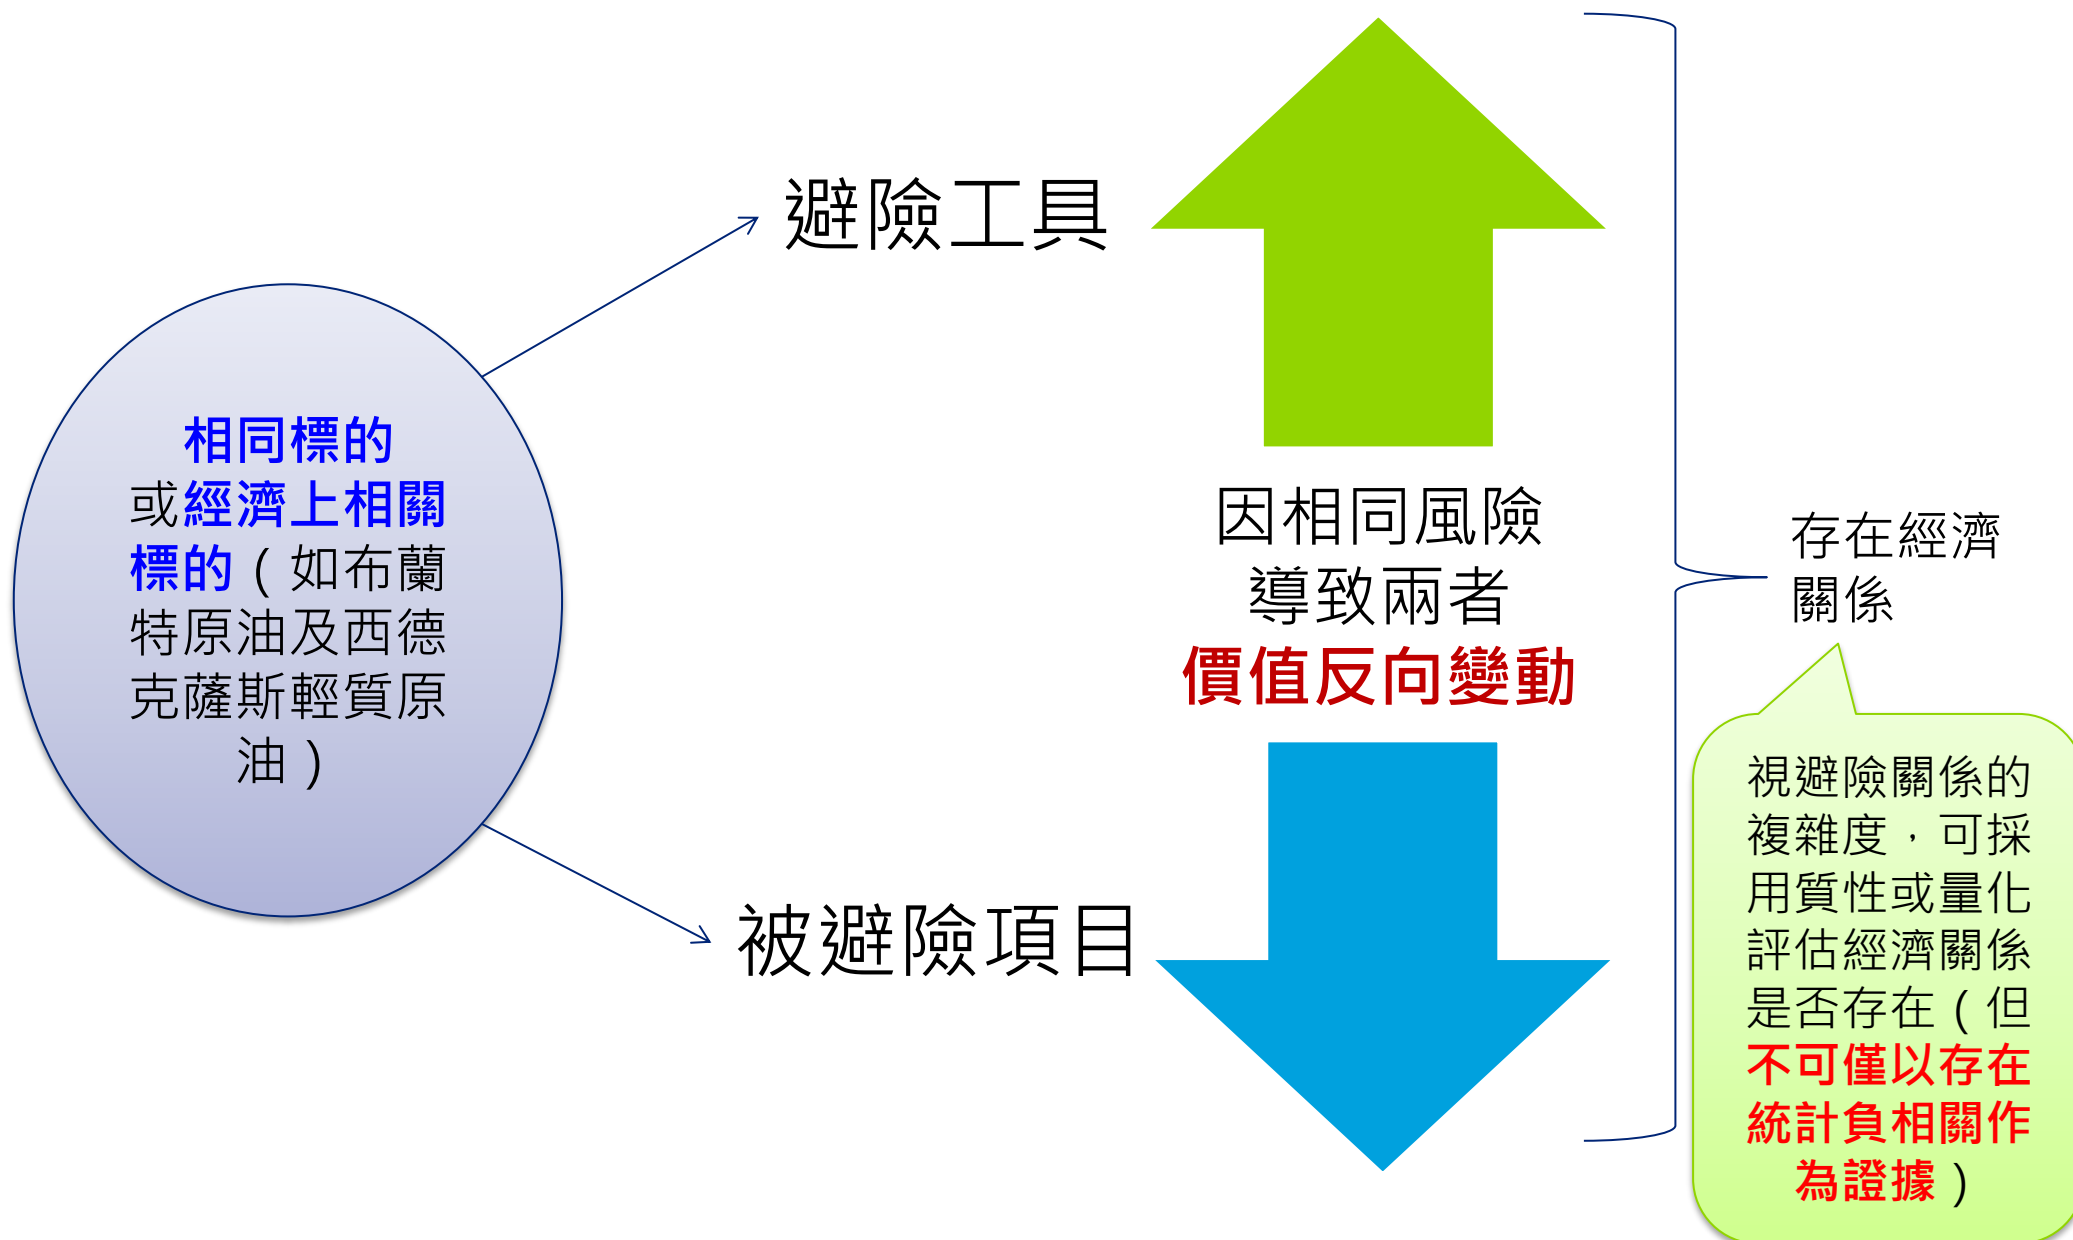 避險工具
相同標的
或經濟上相關
標的（如布蘭
特原油及西德
克薩斯輕質原
油）
因相同風險
導致兩者
價值反向變動
被避險項目
存在經濟
關係
視避險關係的
複雜度，可採
用質性或量化
評估經濟關係
是否存在（但
不可僅以存在
統計負相關作
為證據）